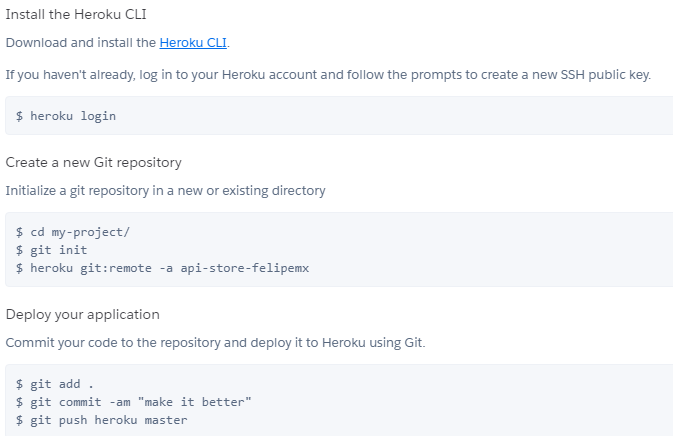 Install the Heroku CLI
Download and install the Heroku CLI.
If you haven't already, log in to your Heroku account and follow the prompts to create a new SSH public key.
$ heroku login
Create a new Git repository
Initialize a git repository in a new or existing directory
$ cd my-project/
$ git init
$ heroku git:remote -a api-store-felipemx
Deploy your application
Commit your code to the repository and deploy it to Heroku using Git.
$ git add .
$ git commit -am "make it better"
$ git push heroku master